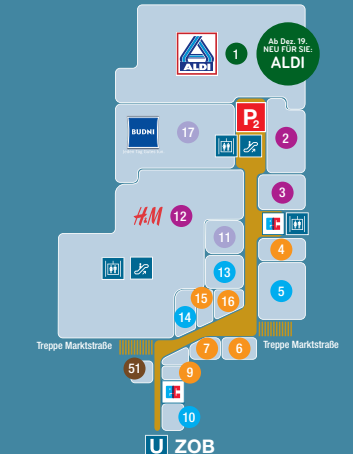 Ab Dez. 19.
NEU FÜR SIE:
ALDI
ALDI
1
P2
BUDNI
17
2
3
H&M
12
11
4
13
5
15
16
14
Treppe Marktstraße
Treppe Marktstraße
7
6
51
9
10
U ZOB